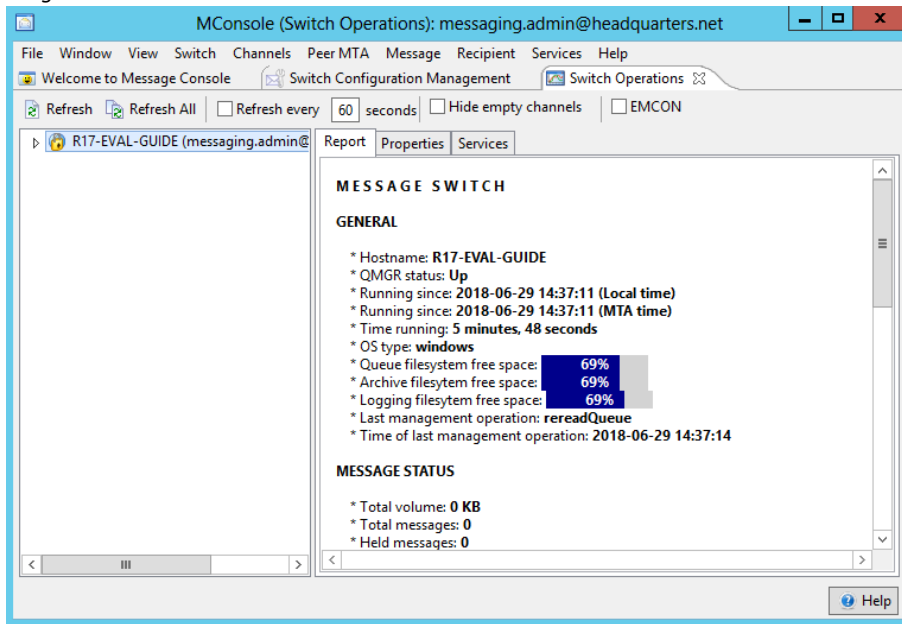 MConsole (Switch Operations): messaging.admin@headquarters.net
File Window View Switch Channels Peer MTA Message Recipient Services Help
Welcome to Message Console Switch Configuration Management Switch Operations
Refresh Refresh All Refresh every 60 seconds Hide empty channels EMCON
R17-EVAL-GUIDE (messaging.admin@
Report Properties Services
MESSAGE SWITCH
GENERAL
* Hostname: R17-EVAL-GUIDE
* QMGR status: Up
* Running since: 2018-06-29 14:37:11 (Local time)
* Running since: 2018-06-29 14:37:11 (MTA time)
* Time running: 5 minutes, 48 seconds
* OS type: windows
* Queue filesystem free space: 69%
* Archive filesytem free space: 69%
* Logging filesytem free space: 69%
* Last management operation: rereadQueue
* Time of last management operation: 2018-06-29 14:37:14
MESSAGE STATUS
* Total volume: 0 KB
* Total messages: 0
* Held messages: 0
Help